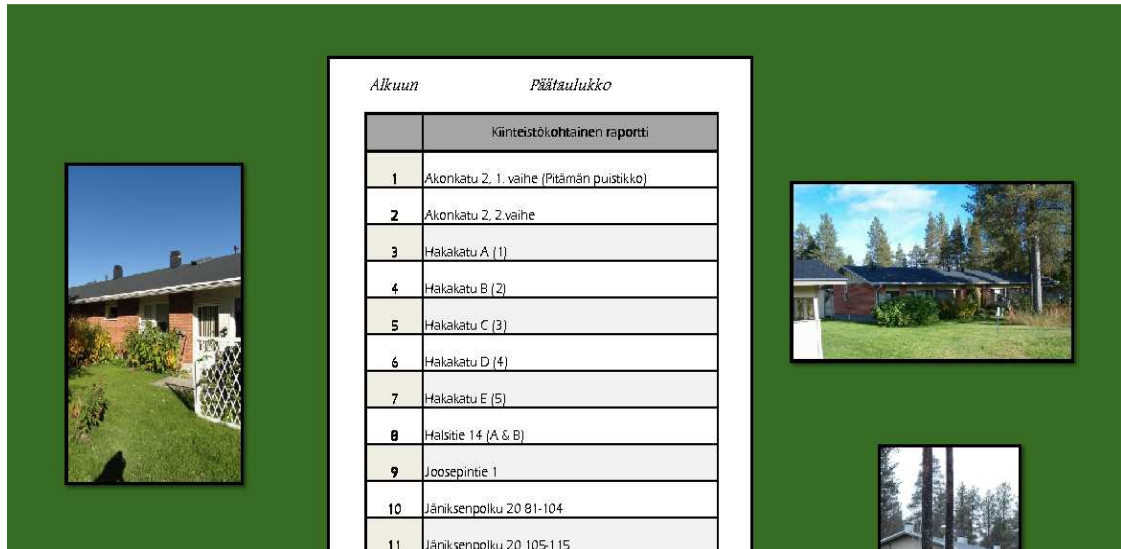 Alkuun Päätaulukko
Kiinteistökohtainen raportti
1 Akonkatu 2, 1. vaihe (Pitämän puistikko)
2 Akonkatu 2, 2.vaihe
3 Hakakatu A (1)
4 Hakakatu B (2)
5 Hakakatu C (3)
6 Hakakatu D (4)
7 Hakakatu E (5)
8 Halsitie 14 (A & B)
9 Joosepintie 1
10 Jäniksenpolku 20 81-104
11 Jäniksenpolku 20 105-115